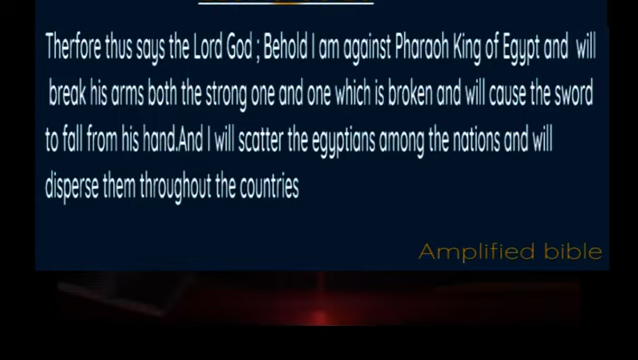 Therfore thus says the Lord God ; Behold I am against Pharaoh King of Egypt and will
break his arms both the strong one and one which is broken and will cause the sword
to fall from his hand.And I will scatter the egyptians among the nations and will
disperse them throughout the countries
Amplified bible